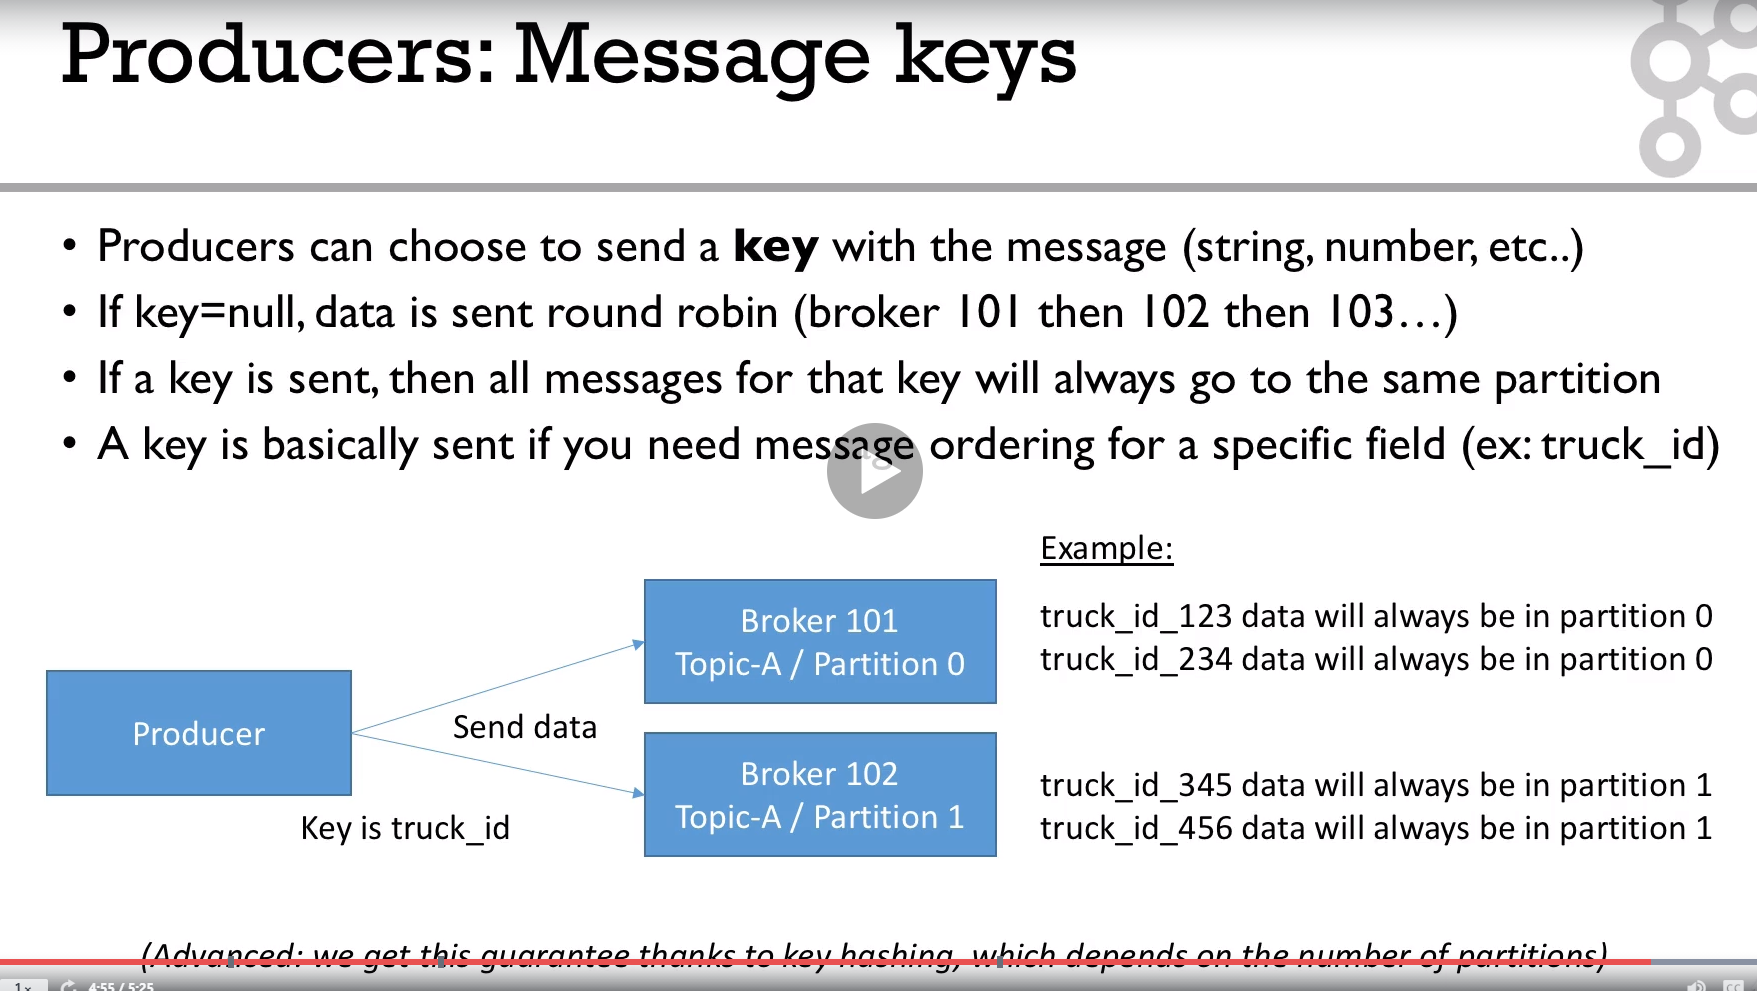 Producers: Message keys
• Producers can choose to send a key with the message (string, number, etc..)
• If key=null, data is sent round robin (broker 101 then 102 then 103…)
• If a key is sent, then all messages for that key will always go to the same partition
• A key is basically sent if you need message ordering for a specific field (ex: truck_id)
Example:
Broker 101
Topic-A / Partition 0
truck_id_123 data will always be in partition 0
truck_id_234 data will always be in partition 0
Producer
Send data
Key is truck_id
Broker 102
Topic-A / Partition 1
truck_id_345 data will always be in partition 1
truck_id_456 data will always be in partition 1
(Advanced: we get this guarantee thanks to key hashing, which depends on the number of partitions)
1x
4:55 / 5:25
CC